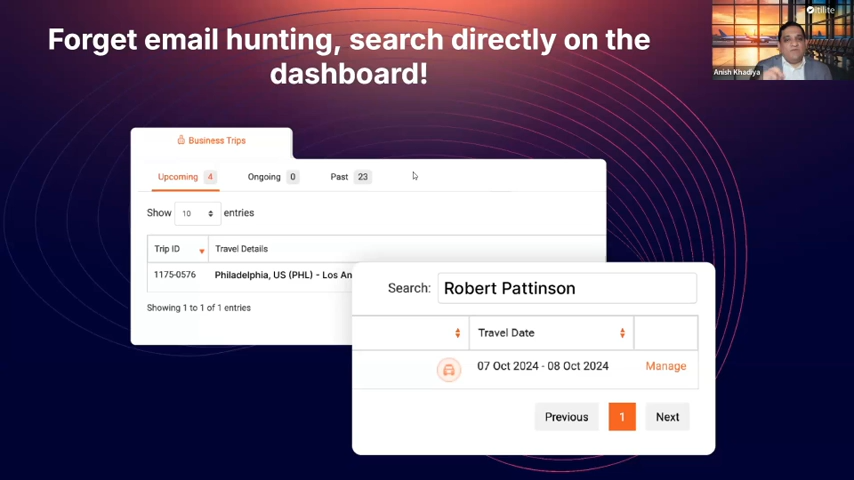 Forget email hunting, search directly on the
dashboard!
itilite
Anish Khadiya
Business Trips
Upcoming 4 Ongoing 0 Past 23
Show 10 entries
Trip ID Travel Details
1175-0576 Philadelphia, US (PHL) - Los An
Showing 1 to 1 of 1 entries
Search: Robert Pattinson
Travel Date
07 Oct 2024 - 08 Oct 2024 Manage
Previous 1 Next